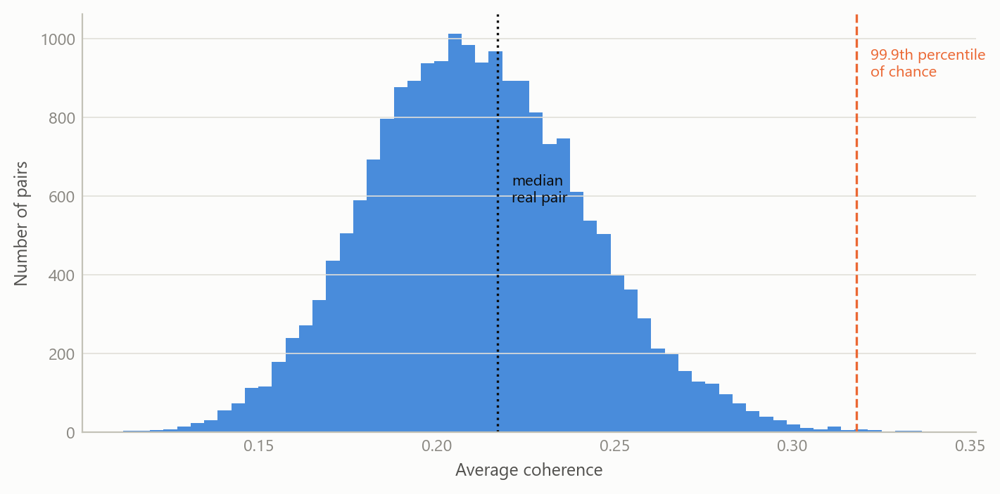 1000
800
600
400
200
0
Number of pairs
99.9th percentile
of chance
median
real pair
0.15
0.20
0.25
0.30
0.35
Average coherence